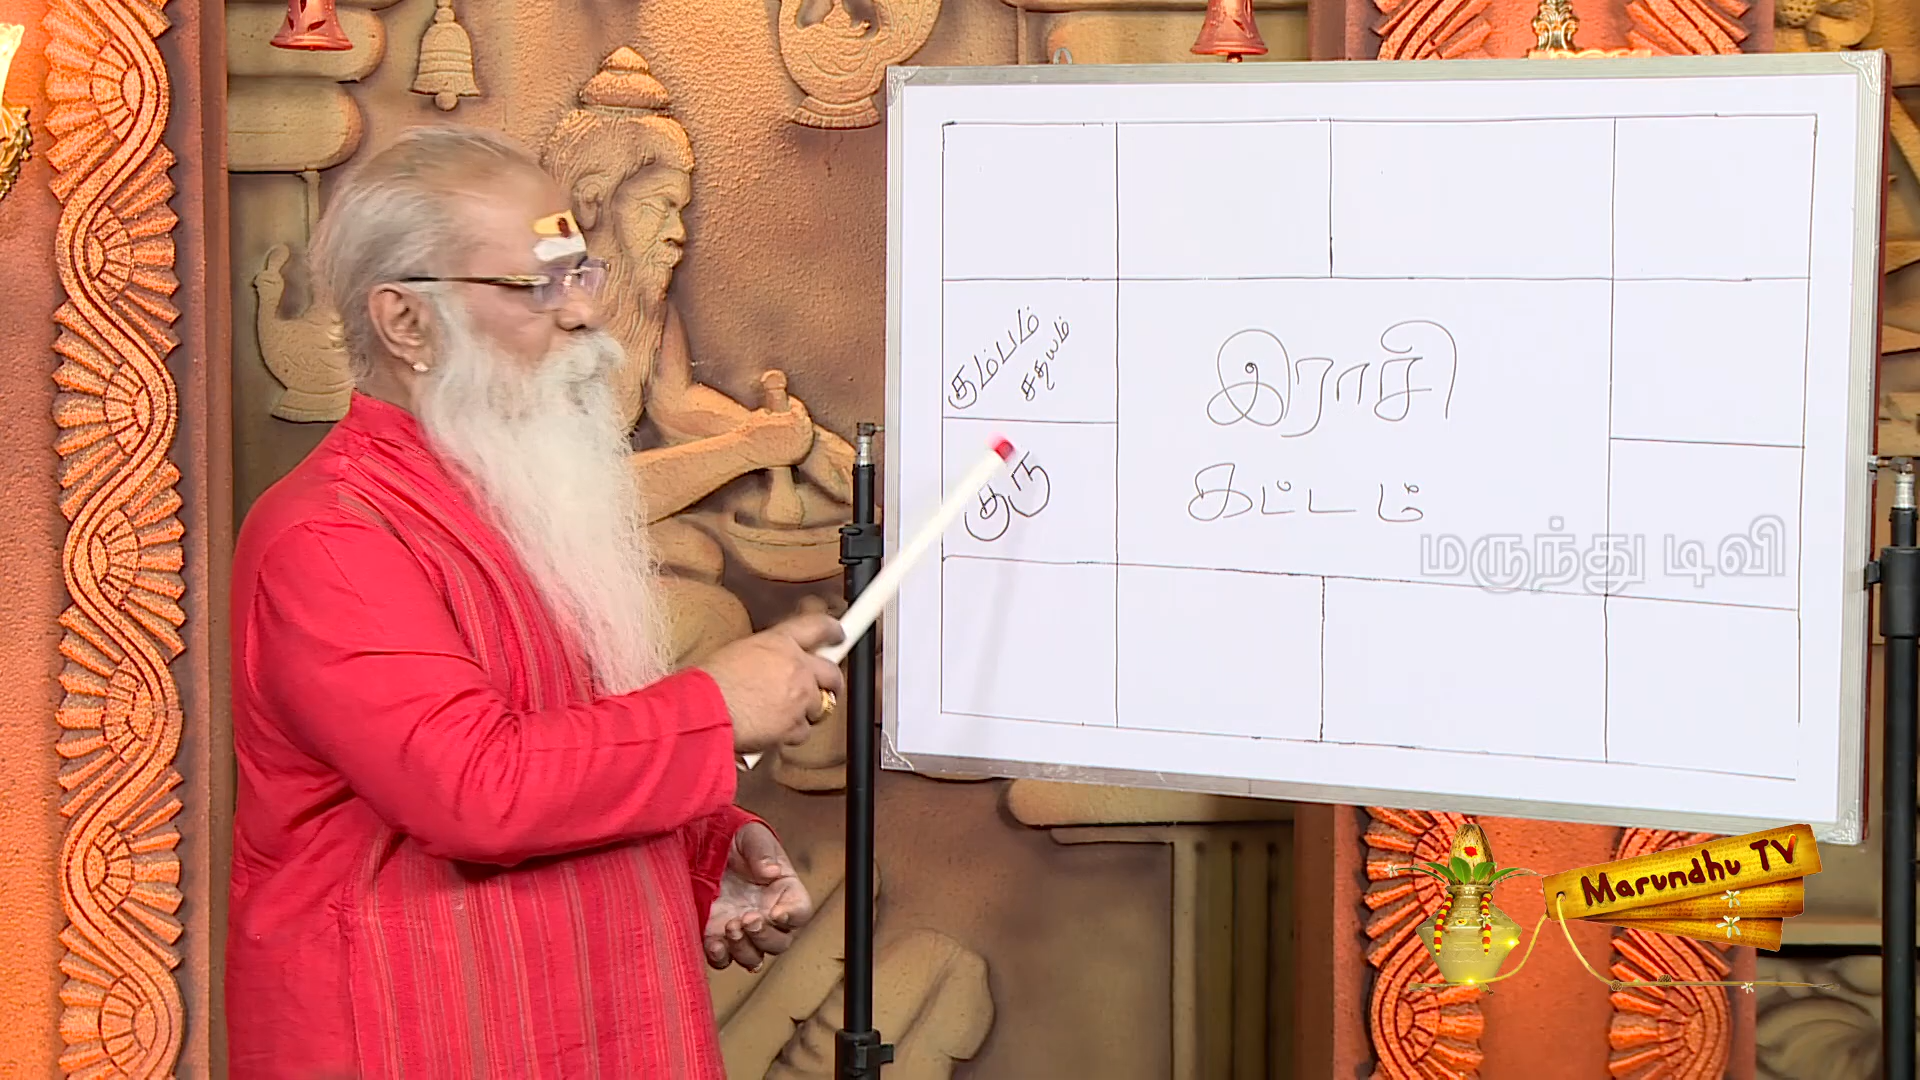 கும்பம்
சதயம்
குரு
இராசி
கட்டம்
மருந்து டிவி
Marundhu TV